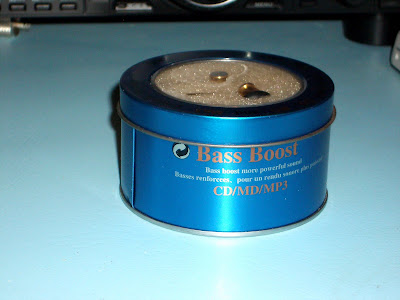 Bass Boost
Bass boost more powerful sound
Basses renforcées, pour un rendu sonore plus puissant
CD/MD/MP3